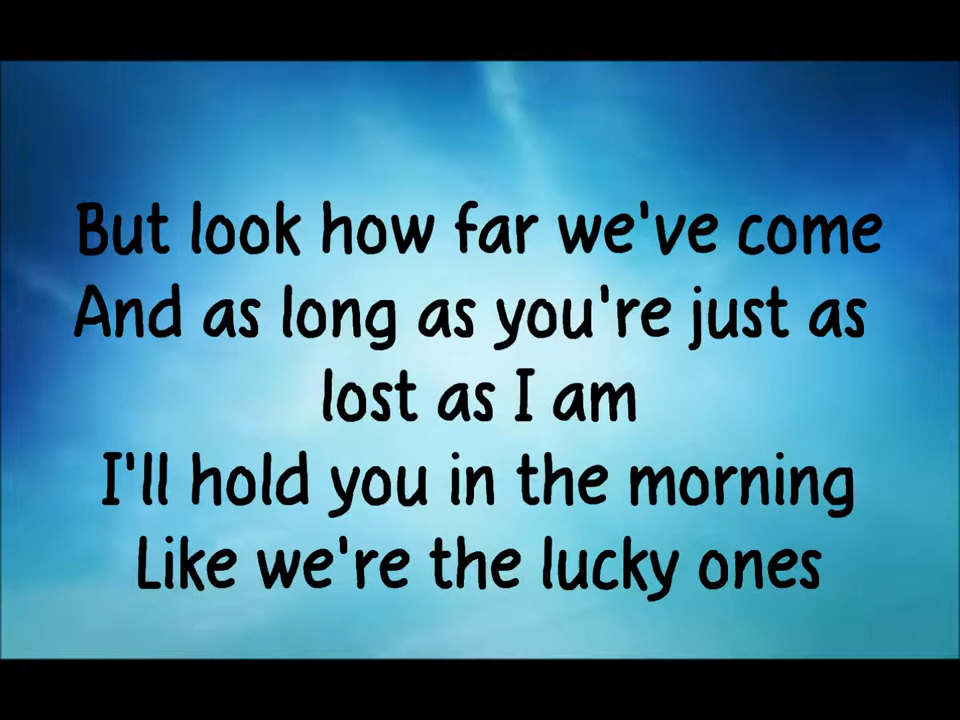 But look how far we've come
And as long as you're just as
lost as I am
I'll hold you in the morning
Like we're the lucky ones